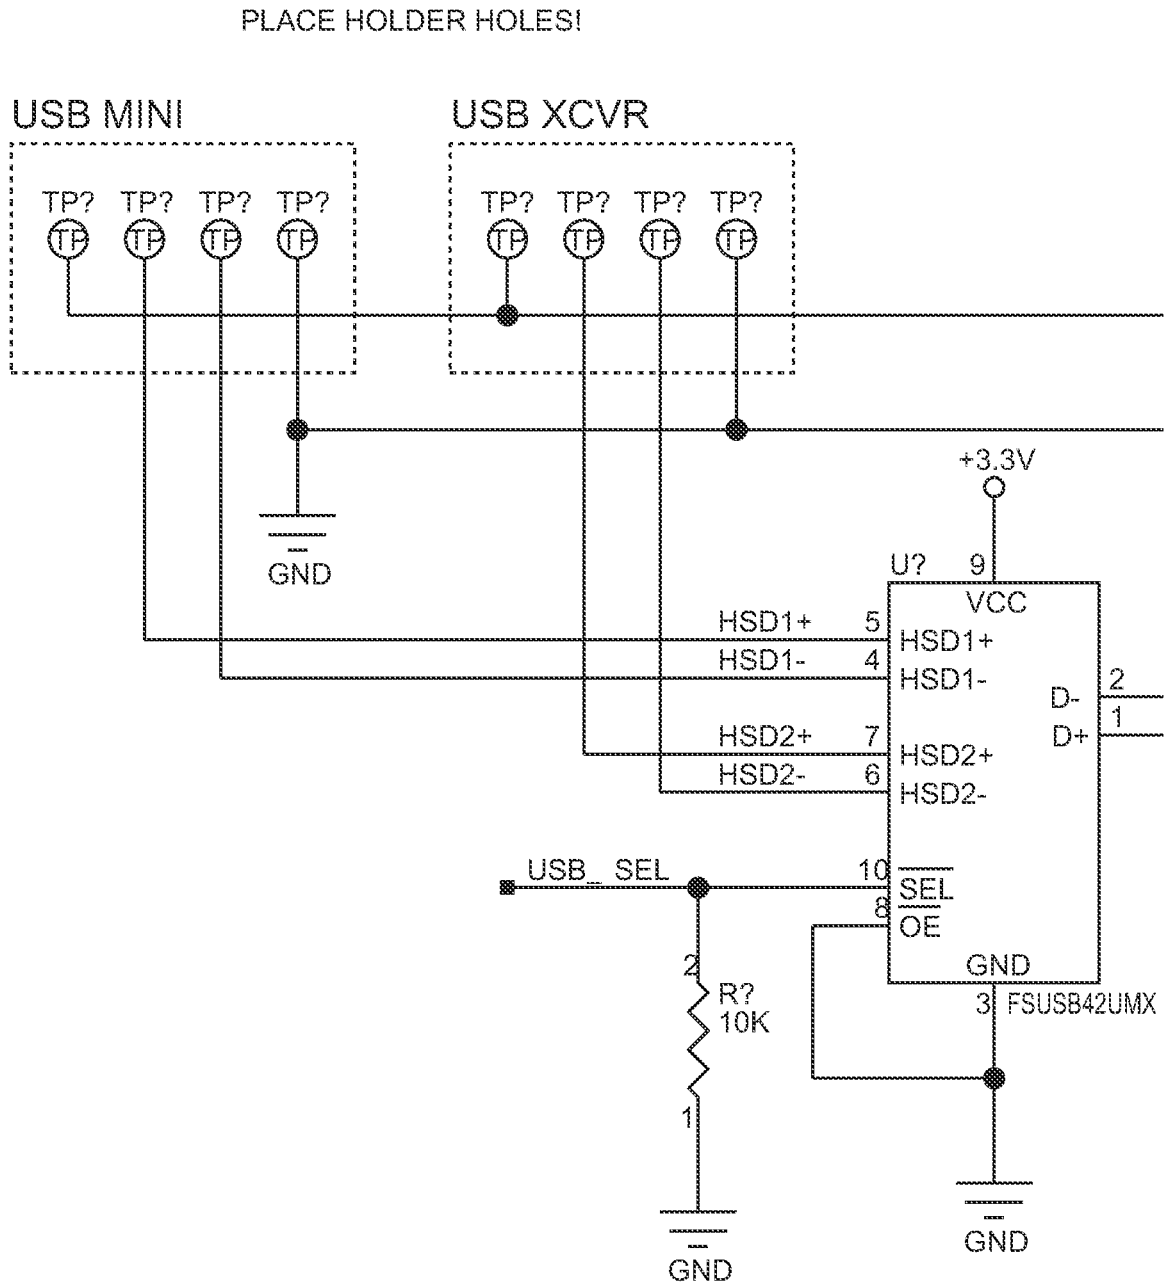 PLACE HOLDER HOLES!
USB MINI
USB XCVR
TP? TP? TP? TP?
TP? TP? TP? TP?
TP TP TP TP
TP TP TP TP
+3.3V
GND
U? 9
VCC
HSD1+ 5 HSD1+
HSD1- 4 HSD1-
D- 2
D+ 1
HSD2+ 7 HSD2+
HSD2- 6 HSD2-
USB_ SEL 10 SEL
8 OE
GND
2
R?
10K
3 FSUSB42UMX
1
GND
GND